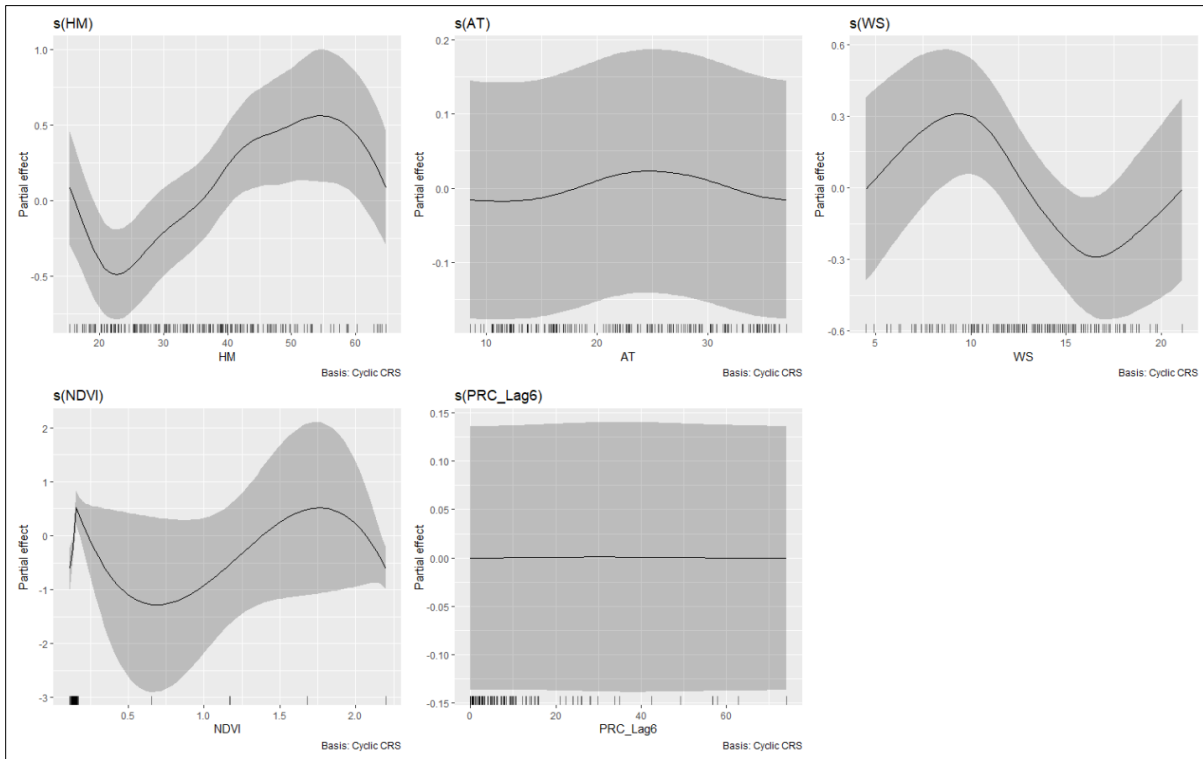 s(HM)
Partial effect
1.0
0.5
0.0
-0.5
20
30
40
50
60
HM
Basis: Cyclic CRS
s(AT)
Partial effect
0.2
0.1
0.0
-0.1
10
20
30
AT
Basis: Cyclic CRS
s(WS)
Partial effect
0.6
0.3
0.0
-0.3
-0.6
5
10
15
20
WS
Basis: Cyclic CRS
s(NDVI)
Partial effect
2
1
0
-1
-2
-3
0.5
1.0
1.5
2.0
NDVI
Basis: Cyclic CRS
s(PRC_Lag6)
Partial effect
0.15
0.10
0.05
0.00
-0.05
-0.10
-0.15
0
20
40
60
PRC_Lag6
Basis: Cyclic CRS